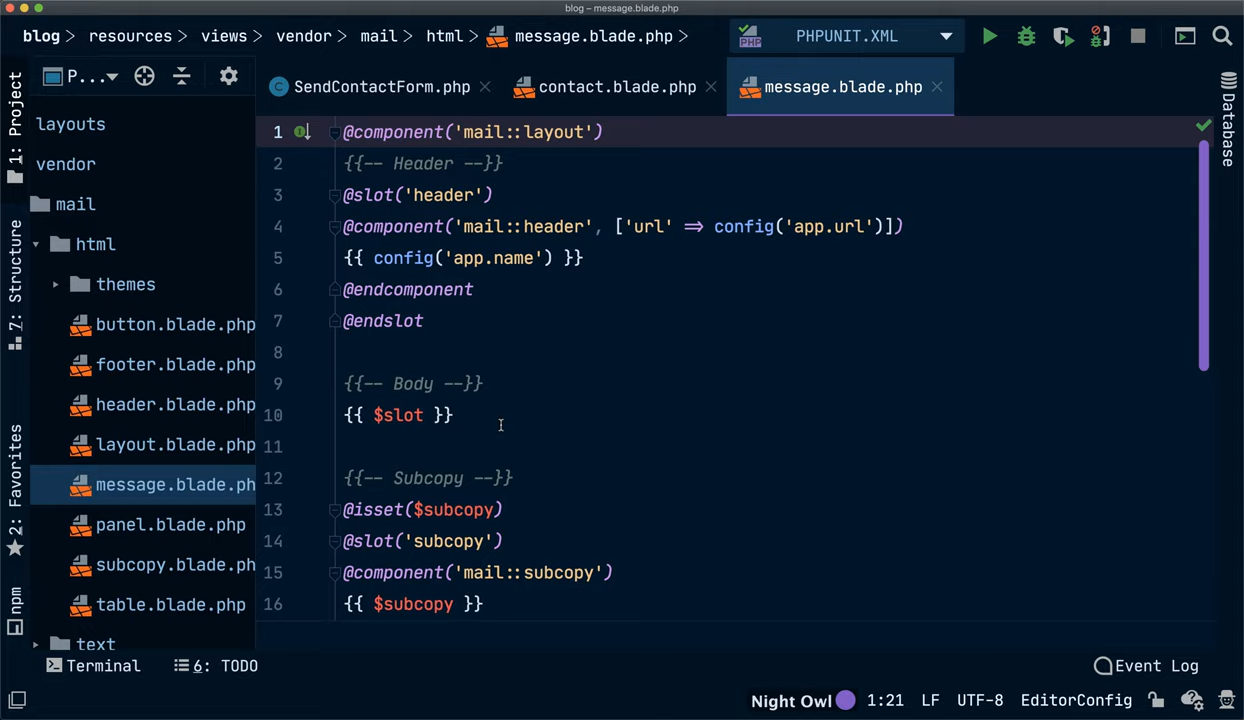 blog – message.blade.php
blog > resources > views > vendor > mail > html > message.blade.php >
PHPUNIT.XML
1: Project
P...
SendContactForm.php
contact.blade.php
message.blade.php
Database
layouts
vendor
mail
html
themes
button.blade.php
footer.blade.php
header.blade.php
layout.blade.php
message.blade.ph
panel.blade.php
subcopy.blade.ph
table.blade.php
text
7: Structure
2: Favorites
npm
1 @component('mail::layout')
2 {{-- Header --}}
3 @slot('header')
4 @component('mail::header', ['url' => config('app.url')])
5 {{ config('app.name') }}
6 @endcomponent
7 @endslot
8
9 {{-- Body --}}
10 {{ $slot }}
11
12 {{-- Subcopy --}}
13 @isset($subcopy)
14 @slot('subcopy')
15 @component('mail::subcopy')
16 {{ $subcopy }}
Terminal
6: TODO
Event Log
Night Owl 1:21 LF UTF-8 EditorConfig